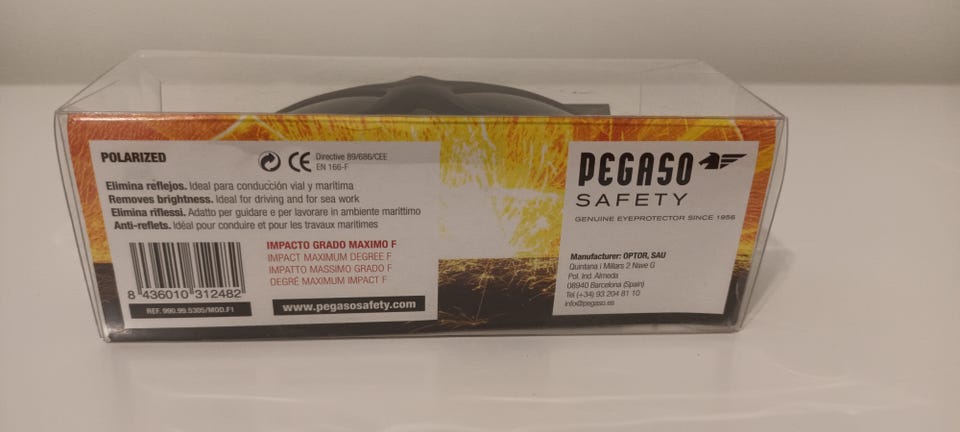 POLARIZED
CE Directive 89/686/CEE
EN 166-F
Elimina reflejos. Ideal para conducción vial y marítima
Removes brightness. Ideal for driving and for sea work
Elimina riflessi. Adatto per guidare e per lavorare in ambiente marittimo
Anti-reflets. Idéal pour conduire et pour les travaux maritimes
IMPACTO GRADO MAXIMO F
IMPACT MAXIMUM DEGREE F
IMPATTO MASSIMO GRADO F
DEGRÉ MAXIMUM IMPACT F
8 436010 312482
REF. 990.99.5305/MOD.F1
www.pegasosafety.com
PEGASO
SAFETY
GENUINE EYEPROTECTOR SINCE 1956
Manufacturer: OPTOR, SAU
Quintana i Millars 2 Nave G
Pol. Ind. Almeda
08940 Barcelona (Spain)
Tel (+34) 93 204 81 10
info@pegaso.es